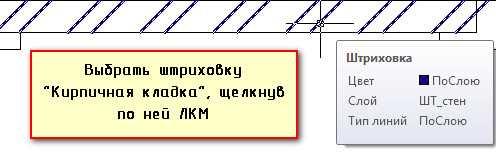 Выбрать штриховку
"Кирпичная кладка", щелкнув
по ней ЛКМ
Штриховка
Цвет ПоСлою
Слой ШТ_стен
Тип линий ПоСлою